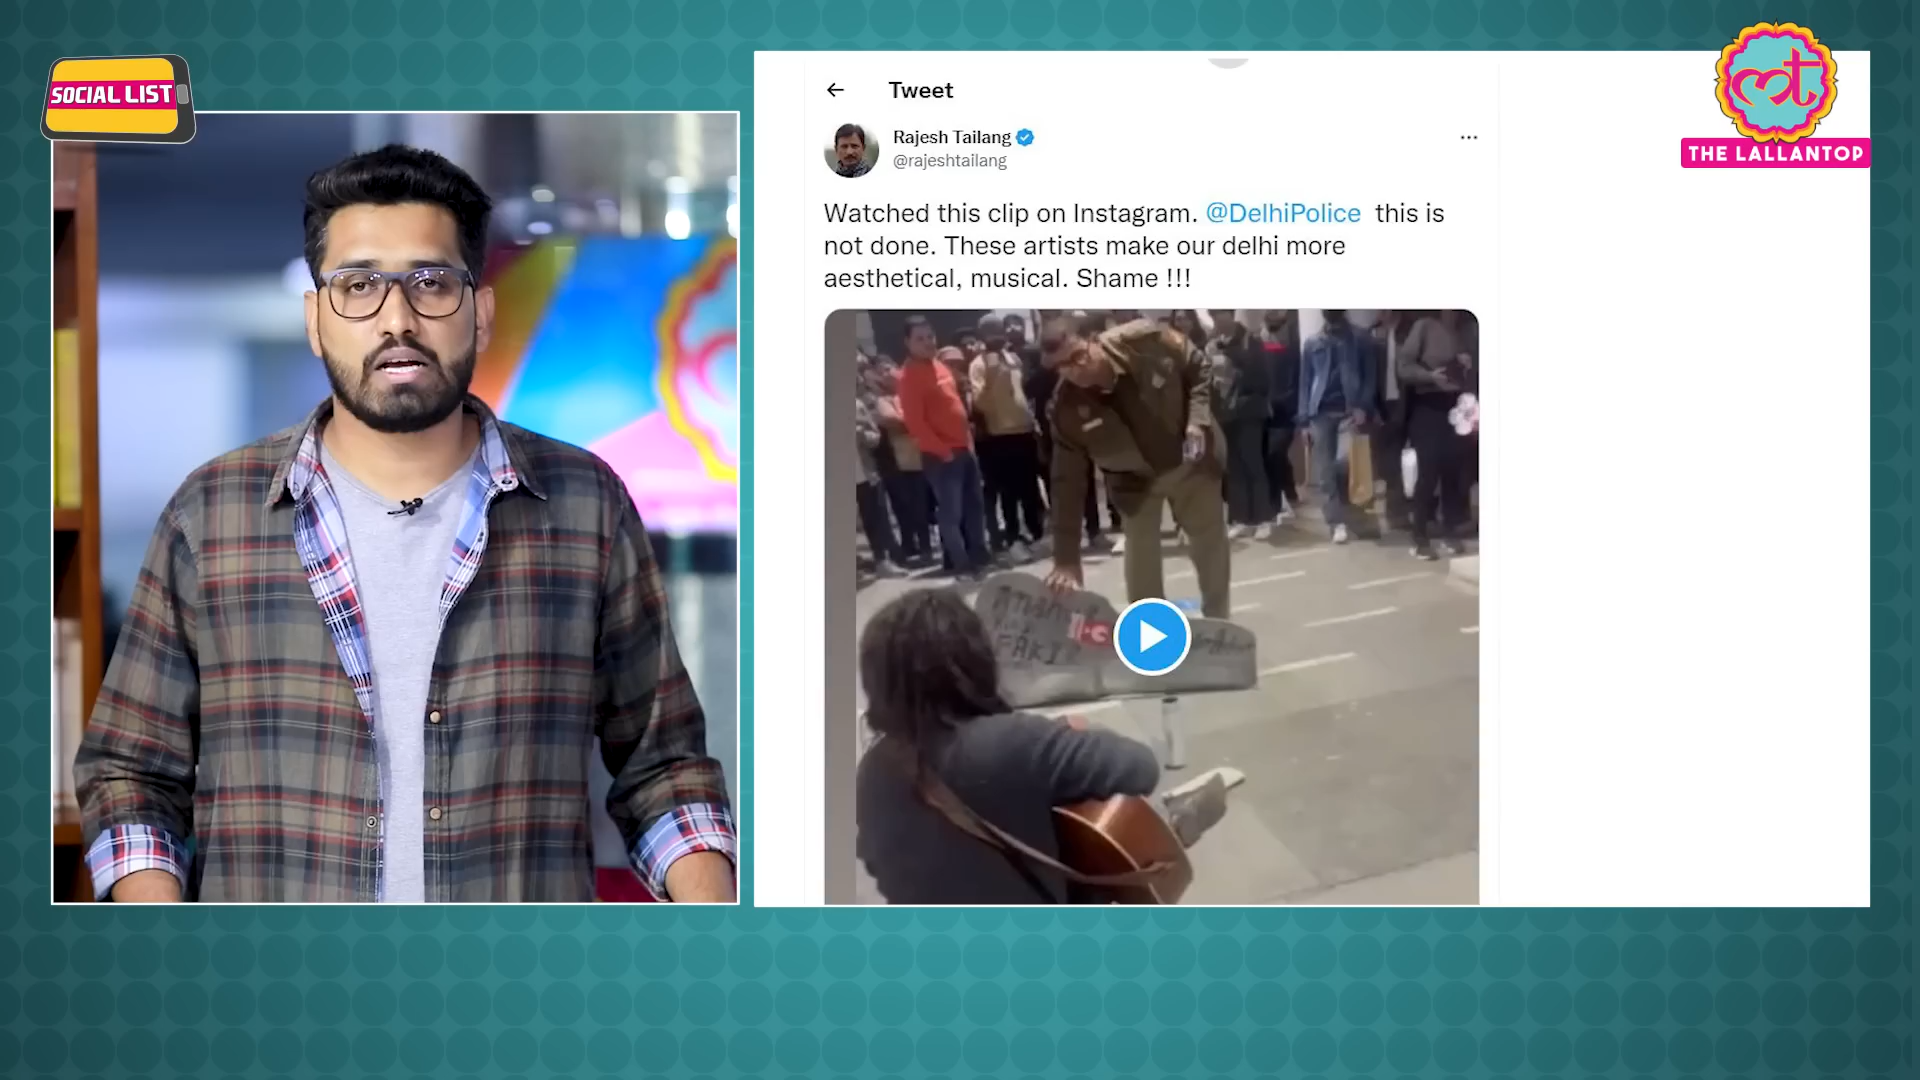 SOCIAL LIST
Tweet
Rajesh Tailang
@rajeshtailang
Watched this clip on Instagram. @DelhiPolice this is
not done. These artists make our delhi more
aesthetical, musical. Shame !!!
THE LALLANTOP